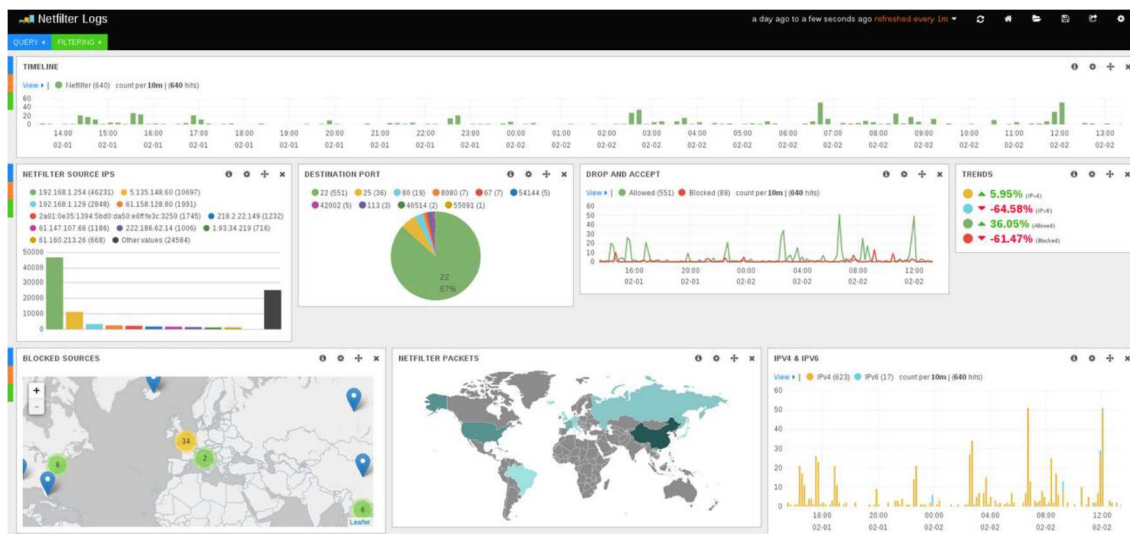 Netfilter Logs
a day ago to a few seconds ago refreshed every 1m
QUERY
FILTERING
TIMELINE
View | Netfilter (640) count per 10m | (640 hits)
60
40
20
0
14:00 15:00 16:00 17:00 18:00 19:00 20:00 21:00 22:00 23:00 00:00 01:00 02:00 03:00 04:00 05:00 06:00 07:00 08:00 09:00 10:00 11:00 12:00 13:00
02-01 02-01 02-01 02-01 02-01 02-01 02-01 02-01 02-01 02-01 02-02 02-02 02-02 02-02 02-02 02-02 02-02 02-02 02-02 02-02 02-02 02-02 02-02 02-02
NETFILTER SOURCE IPS
192.168.1.254 (46231) 5.135.148.60 (10697)
192.168.1.129 (2848) 61.158.128.80 (1991)
2a01:0e35:1394:5bd0:da50:e6ff:fe3c:3250 (1745) 218.2.22.149 (1232)
61.147.107.66 (1186) 222.186.62.14 (1006) 1.93.34.219 (716)
61.160.213.26 (668) Other values (24584)
50000
40000
30000
20000
10000
0
DESTINATION PORT
22 (551) 25 (36) 80 (19) 8080 (7) 67 (7) 54144 (5)
42002 (5) 113 (3) 40514 (2) 55091 (1)
22
87%
DROP AND ACCEPT
View | Allowed (551) Blocked (89) count per 10m | (640 hits)
60
50
40
30
20
10
0
16:00 20:00 00:00 04:00 08:00 12:00
02-01 02-01 02-02 02-02 02-02 02-02
TRENDS
5.95% (IPv4)
-64.58% (IPv6)
36.05% (Allowed)
-61.47% (Blocked)
BLOCKED SOURCES
+
-
34
2
6
6
Leaflet
NETFILTER PACKETS
IPV4 & IPV6
View | IPv4 (623) IPv6 (17) count per 10m | (640 hits)
60
50
40
30
20
10
0
16:00 20:00 00:00 04:00 08:00 12:00
02-01 02-01 02-02 02-02 02-02 02-02